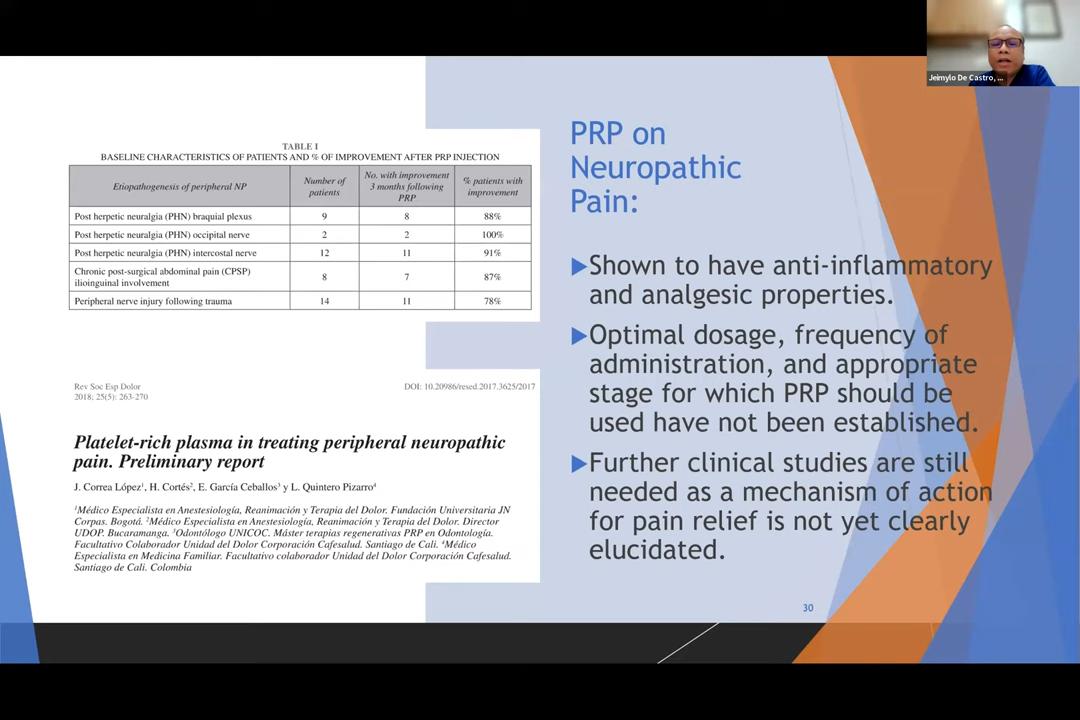 Jeimylo De Castro, ...
TABLE I
BASELINE CHARACTERISTICS OF PATIENTS AND % OF IMPROVEMENT AFTER PRP INJECTION
Etiopathogenesis of peripheral NP | Number of patients | No. with improvement 3 months following PRP | % patients with improvement
Post herpetic neuralgia (PHN) braquial plexus | 9 | 8 | 88%
Post herpetic neuralgia (PHN) occipital nerve | 2 | 2 | 100%
Post herpetic neuralgia (PHN) intercostal nerve | 12 | 11 | 91%
Chronic post-surgical abdominal pain (CPSP) ilioinguinal involvement | 8 | 7 | 87%
Peripheral nerve injury following trauma | 14 | 11 | 78%
Rev Soc Esp Dolor
2018; 25(5): 263-270
DOI: 10.20986/resed.2017.3625/2017
Platelet-rich plasma in treating peripheral neuropathic
pain. Preliminary report
J. Correa López¹, H. Cortés², E. García Ceballos³ y L. Quintero Pizarro⁴
¹Médico Especialista en Anestesiología, Reanimación y Terapia del Dolor. Fundación Universitaria JN
Corpas. Bogotá. ²Médico Especialista en Anestesiología, Reanimación y Terapia del Dolor. Director
UDOP. Bucaramanga. ³Odontólogo UNICOC. Máster terapias regenerativas PRP en Odontología.
Facultativo Colaborador Unidad del Dolor Corporación Cafesalud. Santiago de Cali. ⁴Médico
Especialista en Medicina Familiar. Facultativo colaborador Unidad del Dolor Corporación Cafesalud.
Santiago de Cali. Colombia
PRP on
Neuropathic
Pain:
Shown to have anti-inflammatory
and analgesic properties.
Optimal dosage, frequency of
administration, and appropriate
stage for which PRP should be
used have not been established.
Further clinical studies are still
needed as a mechanism of action
for pain relief is not yet clearly
elucidated.
30